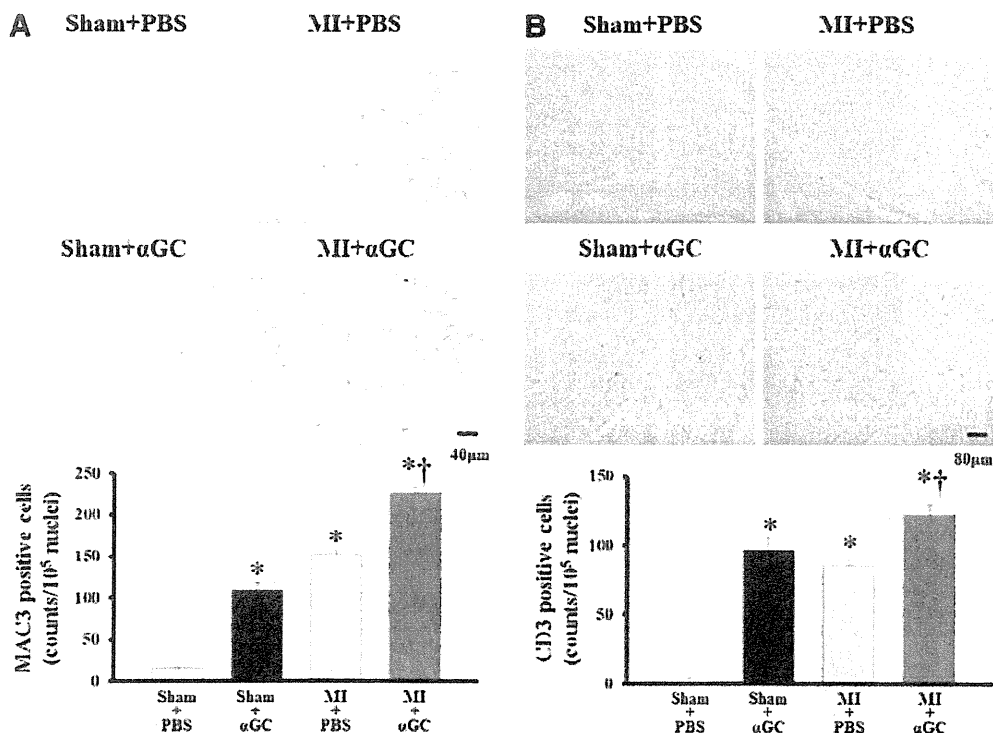 A Sham+PBS MI+PBS
B Sham+PBS MI+PBS
Sham+αGC MI+αGC
Sham+αGC MI+αGC
40μm
80μm
MAC3 positive cells
(counts/10⁵ nuclei)
250
200
150
100
50
0
*
*
*†
Sham + PBS
Sham + αGC
MI + PBS
MI + αGC
CD3 positive cells
(counts/10⁵ nuclei)
150
100
50
0
*
*
*†
Sham + PBS
Sham + αGC
MI + PBS
MI + αGC